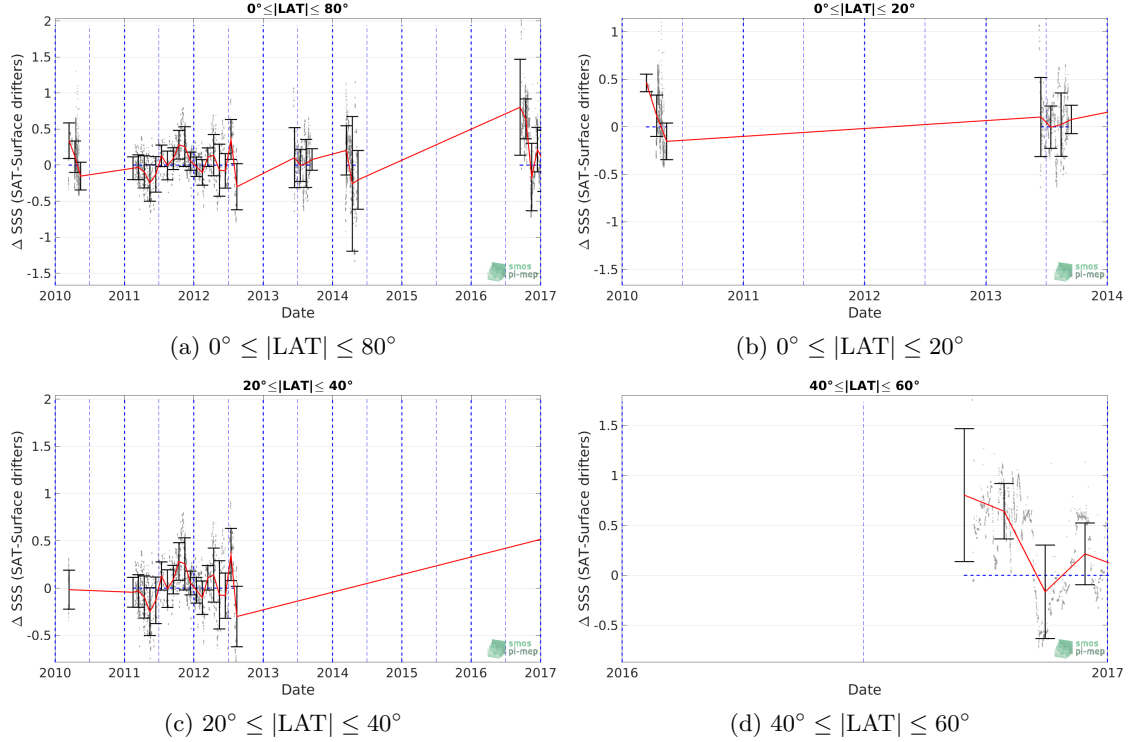 0°≤|LAT|≤ 80°
Δ SSS (SAT-Surface drifters)
2
1.5
1
0.5
0
-0.5
-1
-1.5
smos
pi-mep
2010 2011 2012 2013 2014 2015 2016 2017
Date
(a) 0° ≤ |LAT| ≤ 80°
0°≤|LAT|≤ 20°
Δ SSS (SAT-Surface drifters)
1
0.5
0
-0.5
-1
-1.5
smos
pi-mep
2010 2011 2012 2013 2014
Date
(b) 0° ≤ |LAT| ≤ 20°
20°≤|LAT|≤ 40°
Δ SSS (SAT-Surface drifters)
2
1.5
1
0.5
0
-0.5
smos
pi-mep
2010 2011 2012 2013 2014 2015 2016 2017
Date
(c) 20° ≤ |LAT| ≤ 40°
40°≤|LAT|≤ 60°
Δ SSS (SAT-Surface drifters)
1.5
1
0.5
0
-0.5
smos
pi-mep
2016 2017
Date
(d) 40° ≤ |LAT| ≤ 60°